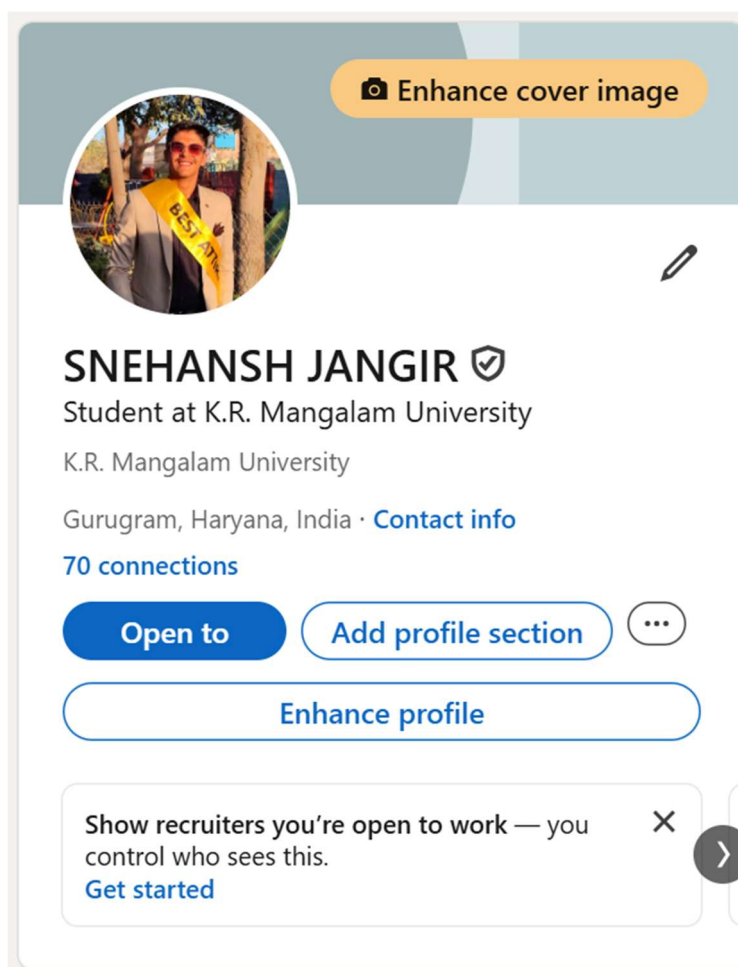 Enhance cover image
BEST ATTI
SNEHANSH JANGIR
Student at K.R. Mangalam University
K.R. Mangalam University
Gurugram, Haryana, India · Contact info
70 connections
Open to
Add profile section
Enhance profile
Show recruiters you’re open to work — you
control who sees this.
Get started